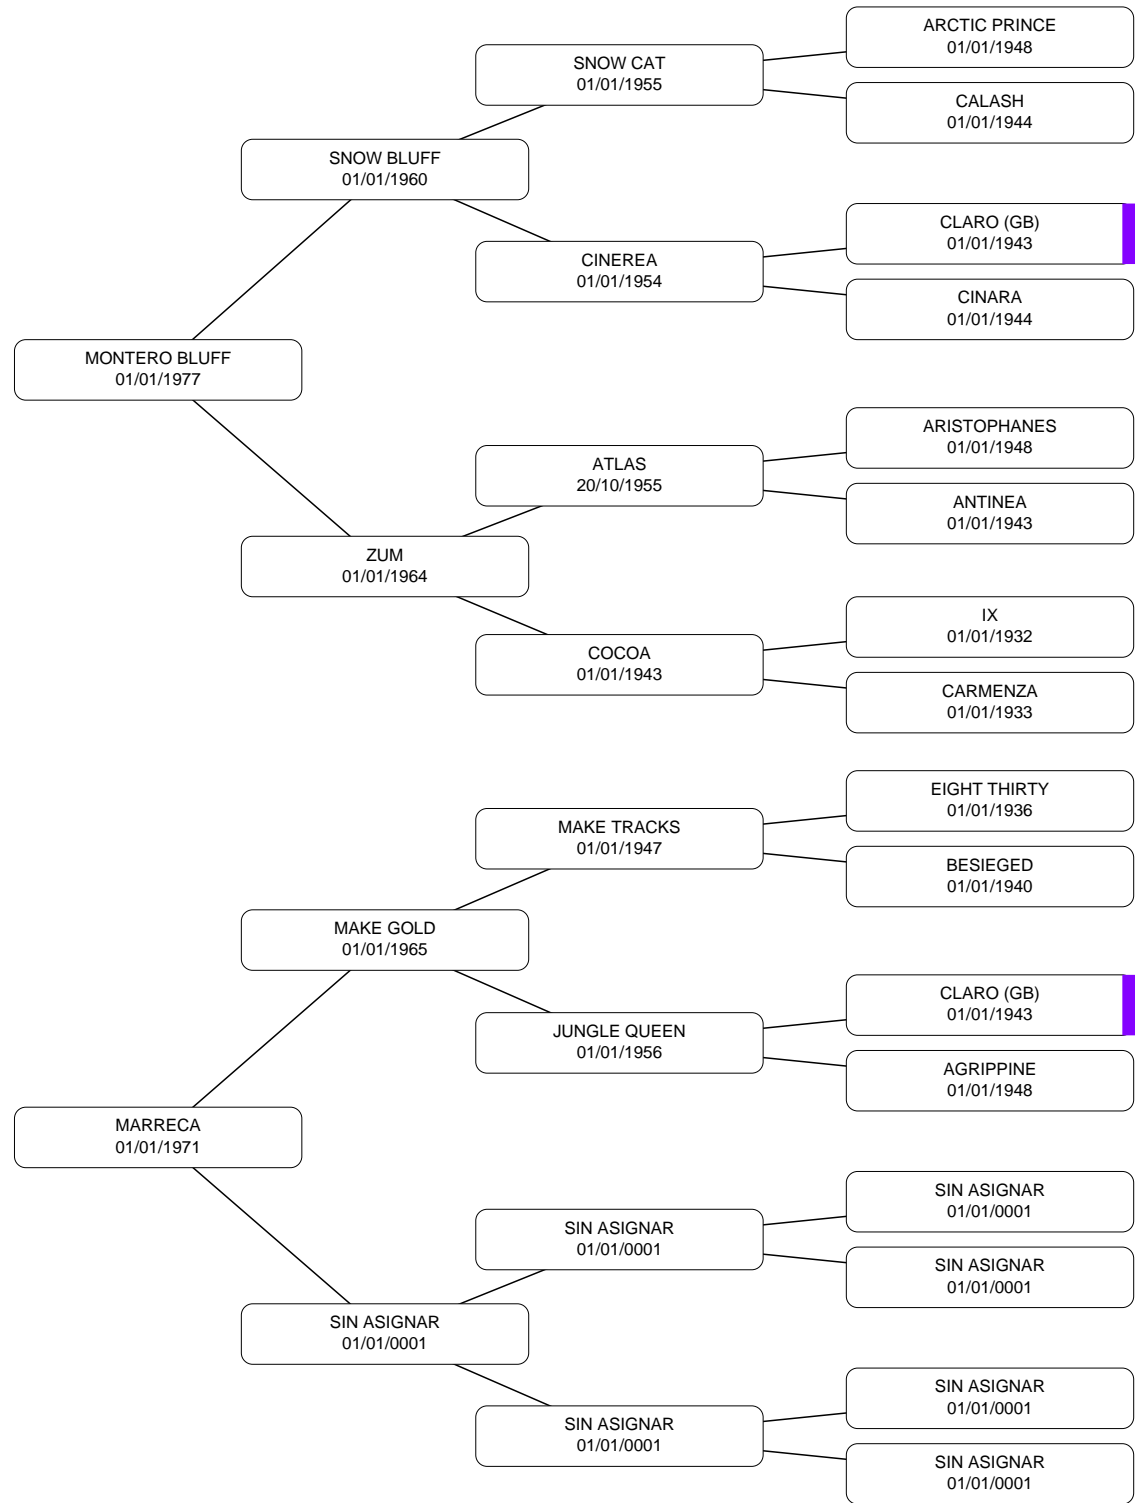 ARCTIC PRINCE
01/01/1948
SNOW CAT
01/01/1955
CALASH
01/01/1944
SNOW BLUFF
01/01/1960
CLARO (GB)
01/01/1943
CINEREA
01/01/1954
CINARA
01/01/1944
MONTERO BLUFF
01/01/1977
ARISTOPHANES
01/01/1948
ATLAS
20/10/1955
ANTINEA
01/01/1943
ZUM
01/01/1964
IX
01/01/1932
COCOA
01/01/1943
CARMENZA
01/01/1933
EIGHT THIRTY
01/01/1936
MAKE TRACKS
01/01/1947
BESIEGED
01/01/1940
MAKE GOLD
01/01/1965
CLARO (GB)
01/01/1943
JUNGLE QUEEN
01/01/1956
AGRIPPINE
01/01/1948
MARRECA
01/01/1971
SIN ASIGNAR
01/01/0001
SIN ASIGNAR
01/01/0001
SIN ASIGNAR
01/01/0001
SIN ASIGNAR
01/01/0001
SIN ASIGNAR
01/01/0001
SIN ASIGNAR
01/01/0001
SIN ASIGNAR
01/01/0001